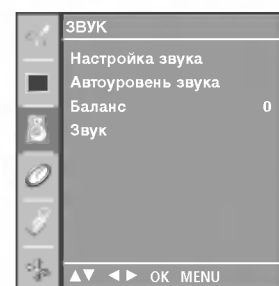 ЗВУК
Настройка звука
Автоуровень звука
Баланс 0
Звук
▲▼ ◄► OK MENU